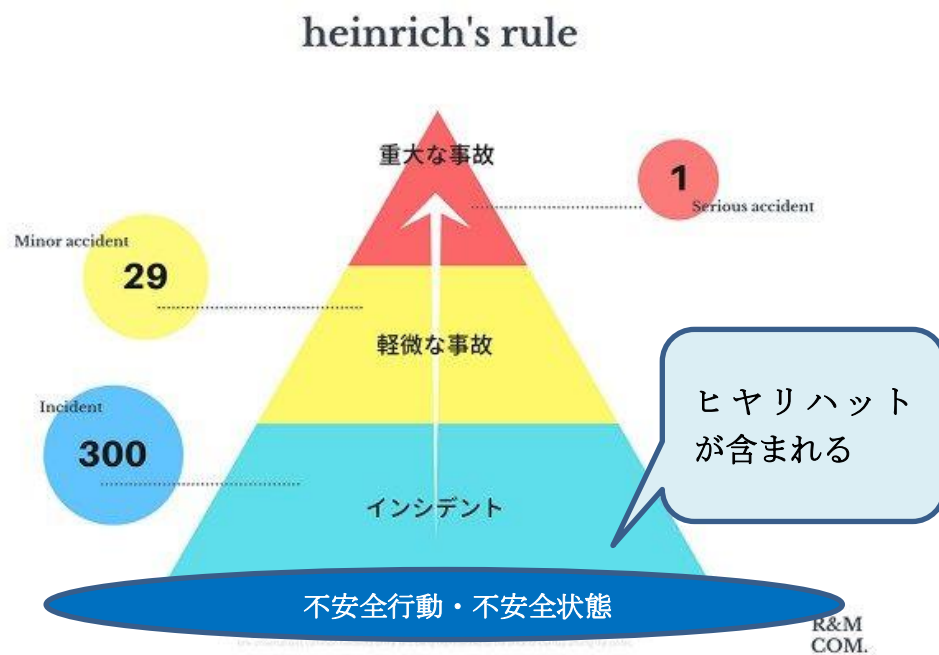 heinrich's rule
重大な事故
1
Serious accident
Minor accident
29
軽微な事故
ヒヤリハット
が含まれる
Incident
300
インシデント
不安全行動・不安全状態
R&M
COM.